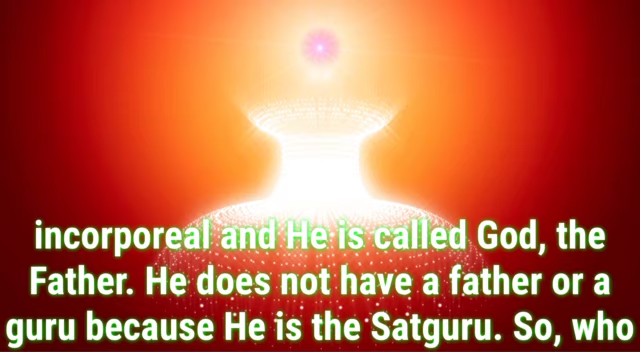 incorporeal and He is called God, the
Father. He does not have a father or a
guru because He is the Satguru. So, who